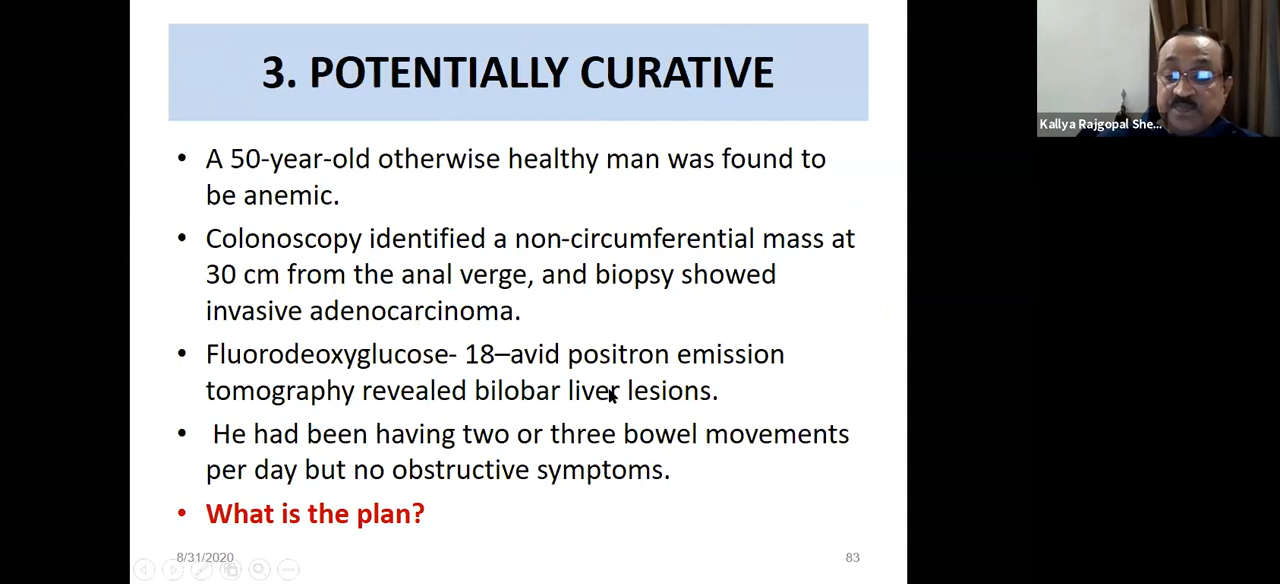 3. POTENTIALLY CURATIVE
• A 50-year-old otherwise healthy man was found to
be anemic.
• Colonoscopy identified a non-circumferential mass at
30 cm from the anal verge, and biopsy showed
invasive adenocarcinoma.
• Fluorodeoxyglucose- 18–avid positron emission
tomography revealed bilobar liver lesions.
• He had been having two or three bowel movements
per day but no obstructive symptoms.
• What is the plan?
8/31/2020
83
Kallya Rajgopal She...